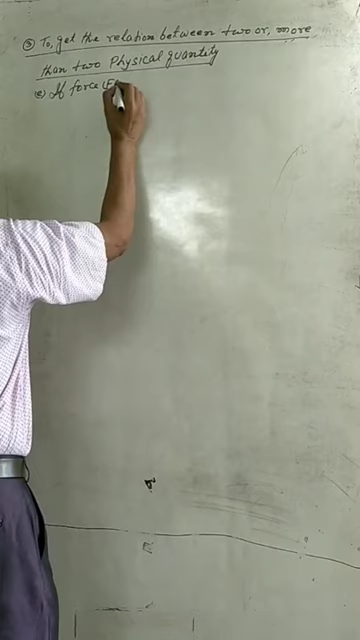 ③ To, get the relation between two or, more
than two Physical quantity
(e) If force (F